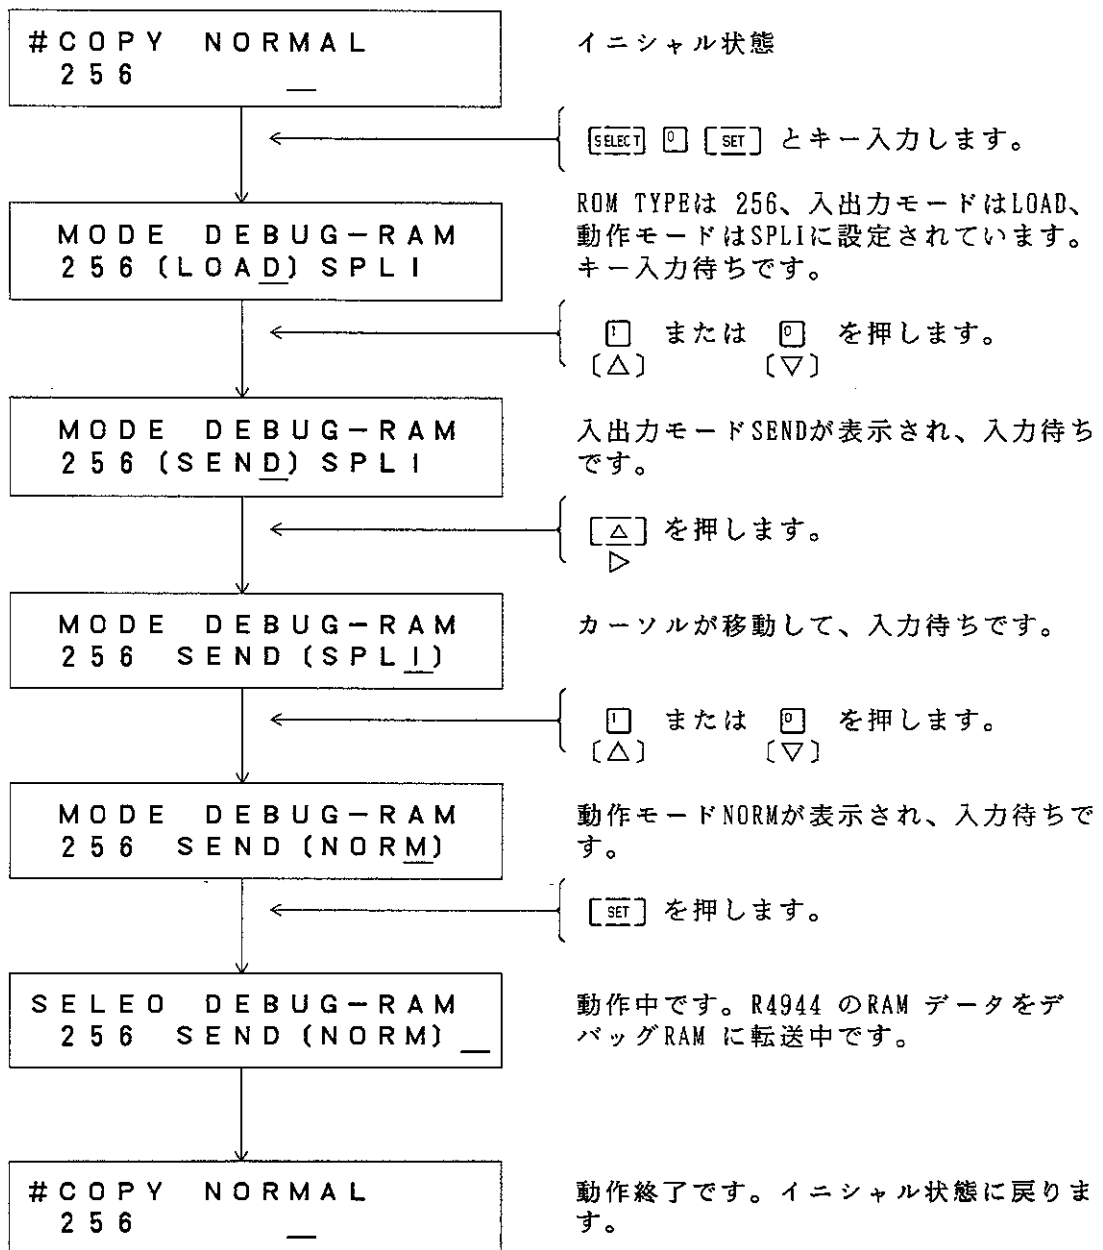 #COPY NORMAL
256
イニシャル状態
SELECT 0 SET とキー入力します。
MODE DEBUG-RAM
256(LOAD)SPLI
ROM TYPEは 256、入出力モードはLOAD、
動作モードはSPLIに設定されています。
キー入力待ちです。
1 または 0 を押します。
(△) (▽)
MODE DEBUG-RAM
256(SEND)SPLI
入出力モードSENDが表示され、入力待ち
です。
△ を押します。
▷
MODE DEBUG-RAM
256 SEND(SPLI)
カーソルが移動して、入力待ちです。
1 または 0 を押します。
(△) (▽)
MODE DEBUG-RAM
256 SEND(NORM)
動作モードNORMが表示され、入力待ちで
す。
SET を押します。
SELE0 DEBUG-RAM
256 SEND(NORM)
動作中です。R4944 のRAM データをデ
バッグRAM に転送中です。
#COPY NORMAL
256
動作終了です。イニシャル状態に戻りま
す。